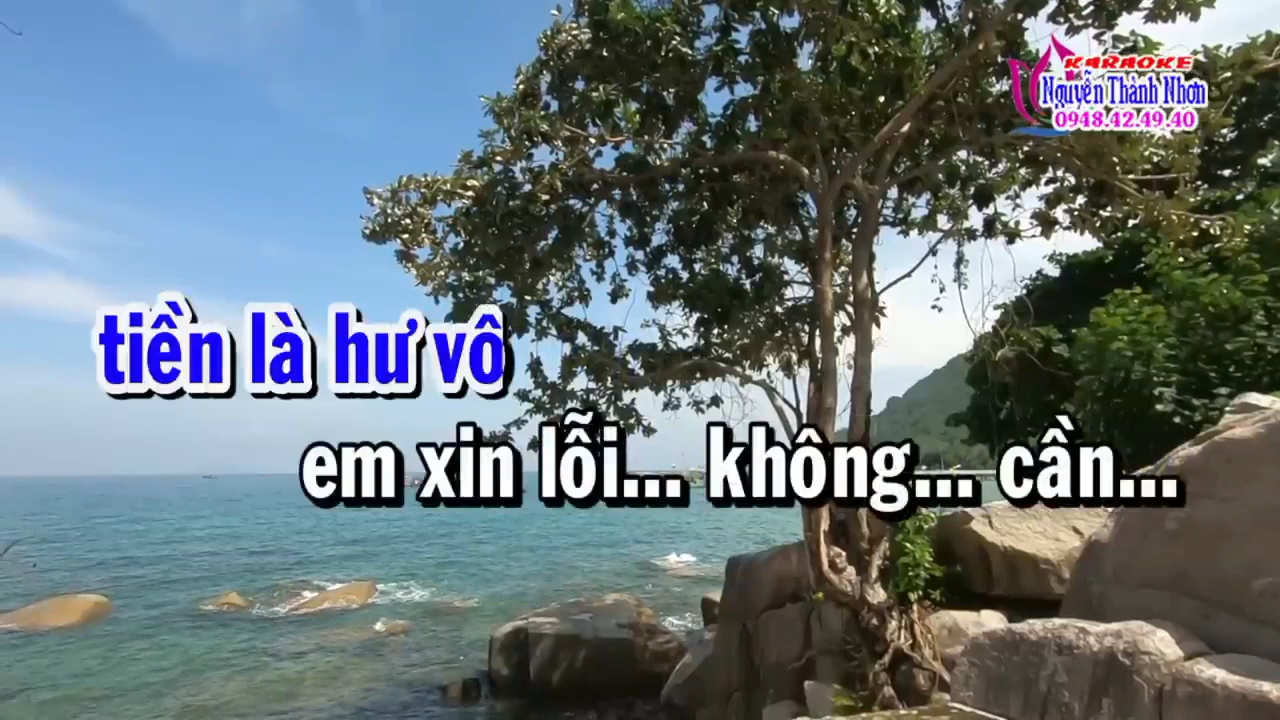 KARAOKE
Nguyễn Thành Nhơn
0948.42.49.40
tiền là hư vô
em xin lỗi... không... cần...